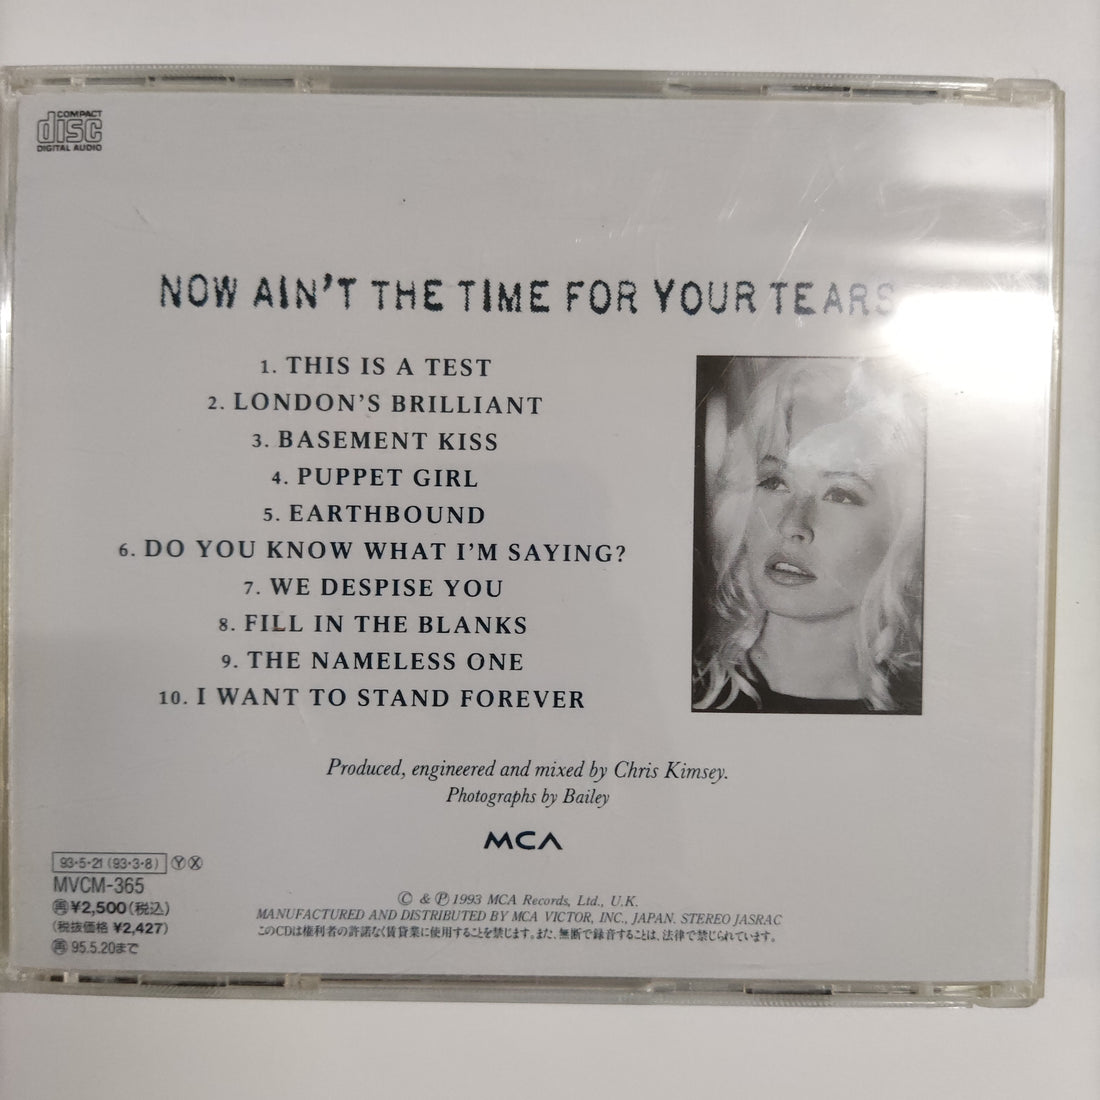 COMPACT
disc
DIGITAL AUDIO
NOW AIN'T THE TIME FOR YOUR TEARS
1. THIS IS A TEST
2. LONDON'S BRILLIANT
3. BASEMENT KISS
4. PUPPET GIRL
5. EARTHBOUND
6. DO YOU KNOW WHAT I'M SAYING?
7. WE DESPISE YOU
8. FILL IN THE BLANKS
9. THE NAMELESS ONE
10. I WANT TO STAND FOREVER
Produced, engineered and mixed by Chris Kimsey.
Photographs by Bailey
MCA
93·5·21 (93·3·8) Ⓨ Ⓧ
MVCM-365
㊢¥2,500(税込)
(税抜価格 ¥2,427)
㊢ 95.5.20まで
© & ℗ 1993 MCA Records, Ltd., U.K.
MANUFACTURED AND DISTRIBUTED BY MCA VICTOR, INC., JAPAN. STEREO JASRAC
このCDは権利者の許諾なく賃貸業に使用することを禁じます。また、無断で録音することは、法律で禁じられています。